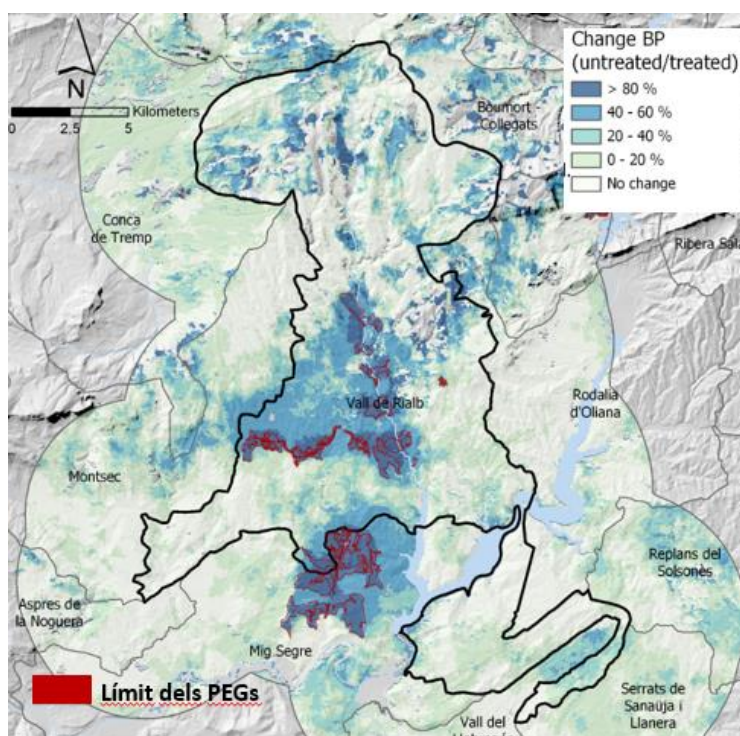 Change BP
(untreated/treated)
> 80 %
40 - 60 %
20 - 40 %
0 - 20 %
No change
N
Kilometers
0 2.5 5
Boumort -
Collegats
Conca
de Tremp
Ribera Sala
Vall de Rialb
Rodalia
d'Oliana
Montsec
Replans del
Solsonès
Aspres de
la Noguera
Mig Segre
Límit dels PEGs
Serrats de
Sanaüja i
Llanera
Vall del